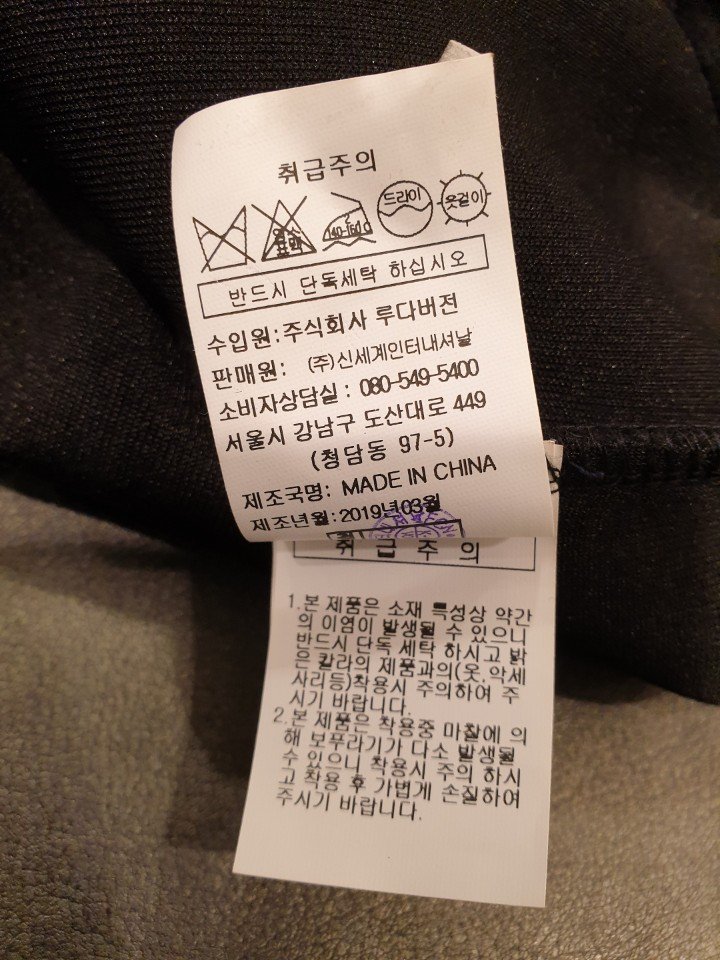 취급주의
염소
표백
140-160℃
드라이
옷걸이
반드시 단독세탁 하십시오
수입원:주식회사 루다버전
판매원: (주)신세계인터내셔날
소비자상담실: 080-549-5400
서울시 강남구 도산대로 449
(청담동 97-5)
제조국명: MADE IN CHINA
제조년월:2019년03월
취 급 주 의
1.본 제품은 소재 특성상 약간
의 이염이 발생될 수 있으니
반드시 단독 세탁 하시고 밝
은 칼라의 제품과의(옷,악세
사리등)착용시 주의하여 주
시기 바랍니다.
2.본 제품은 착용중 마찰에 의
해 보푸라기가 다소 발생될
수 있으니 착용시 주의 하시
고 착용 후 가볍게 손질하여
주시기 바랍니다.